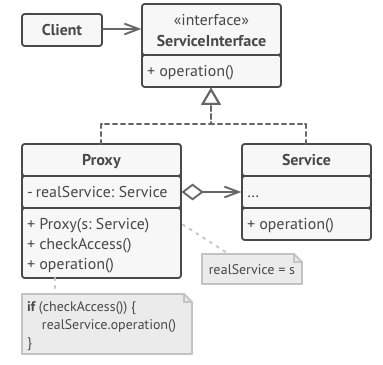 Client
«interface»
ServiceInterface
+ operation()
Proxy
- realService: Service
+ Proxy(s: Service)
+ checkAccess()
+ operation()
Service
...
+ operation()
realService = s
if (checkAccess()) {
realService.operation()
}